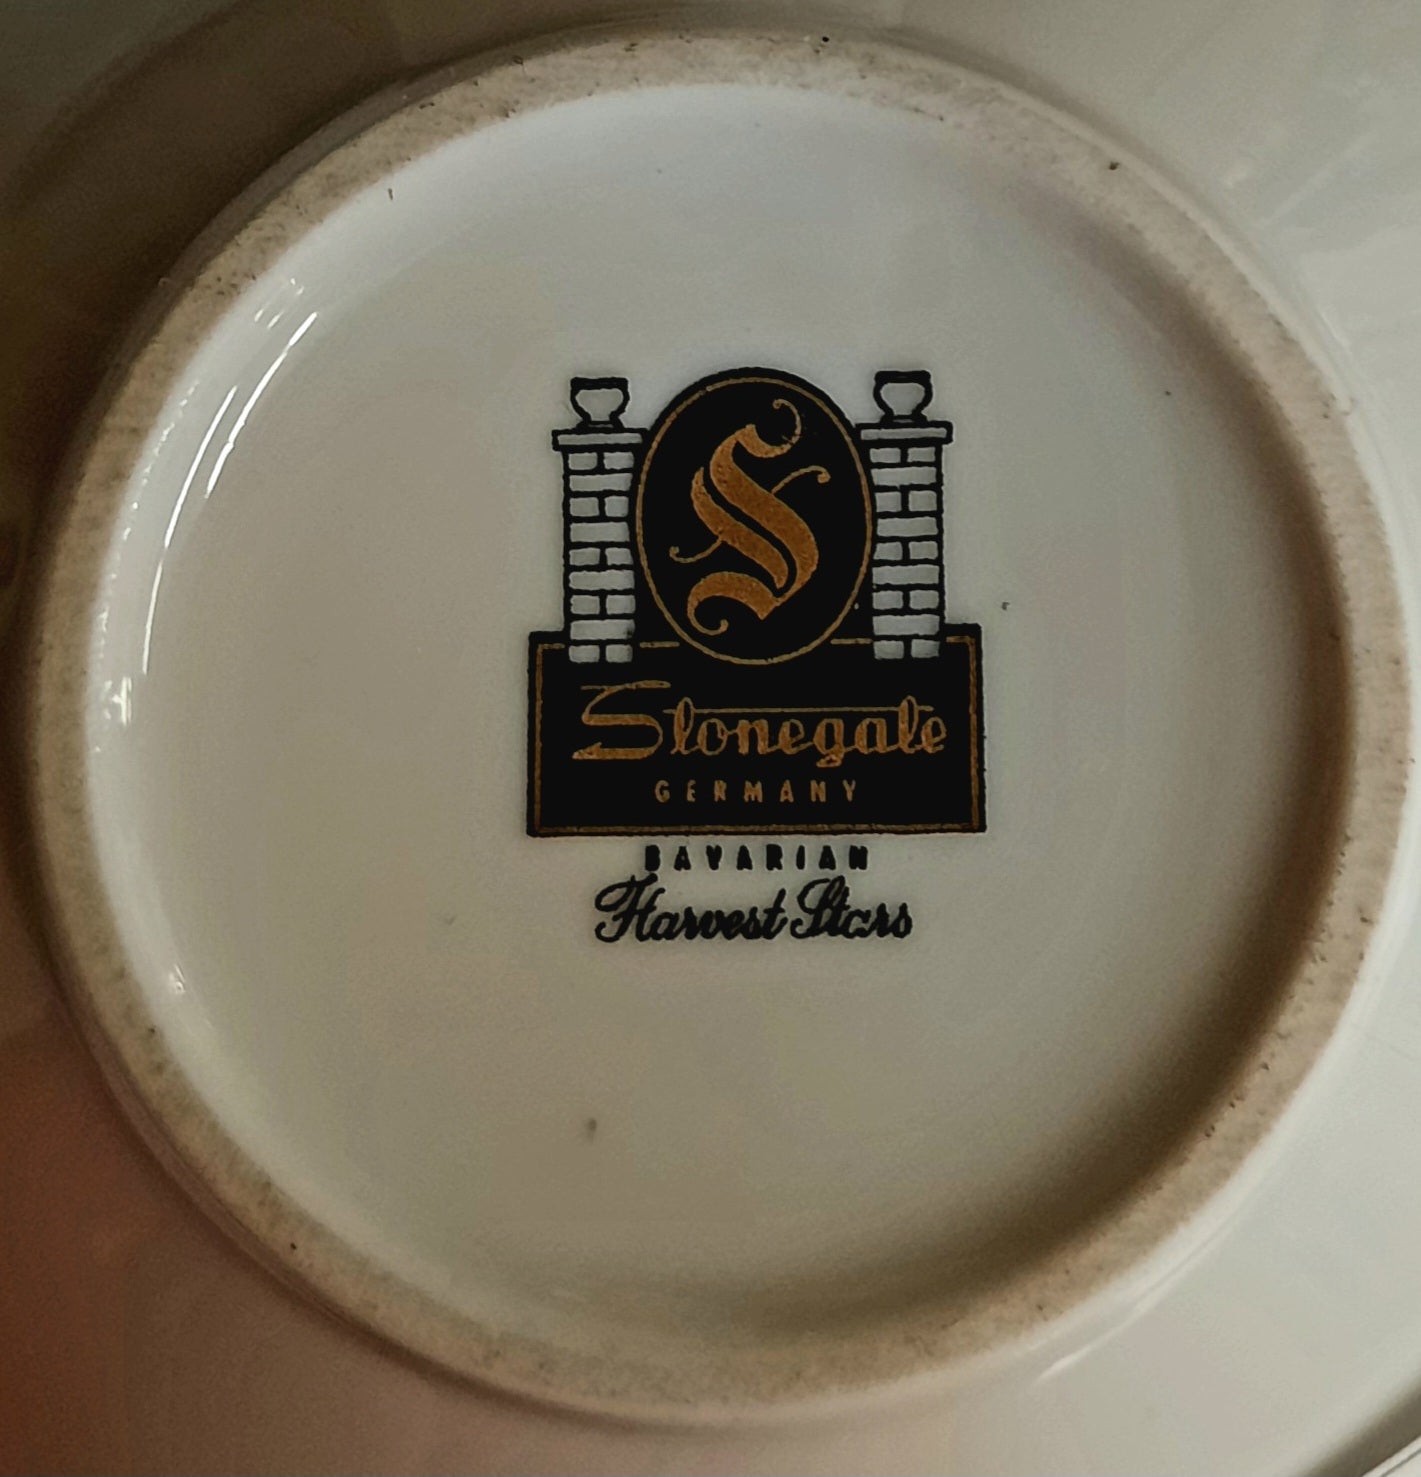 S
Stonegate
GERMANY
BAVARIAN
Harvest Stars